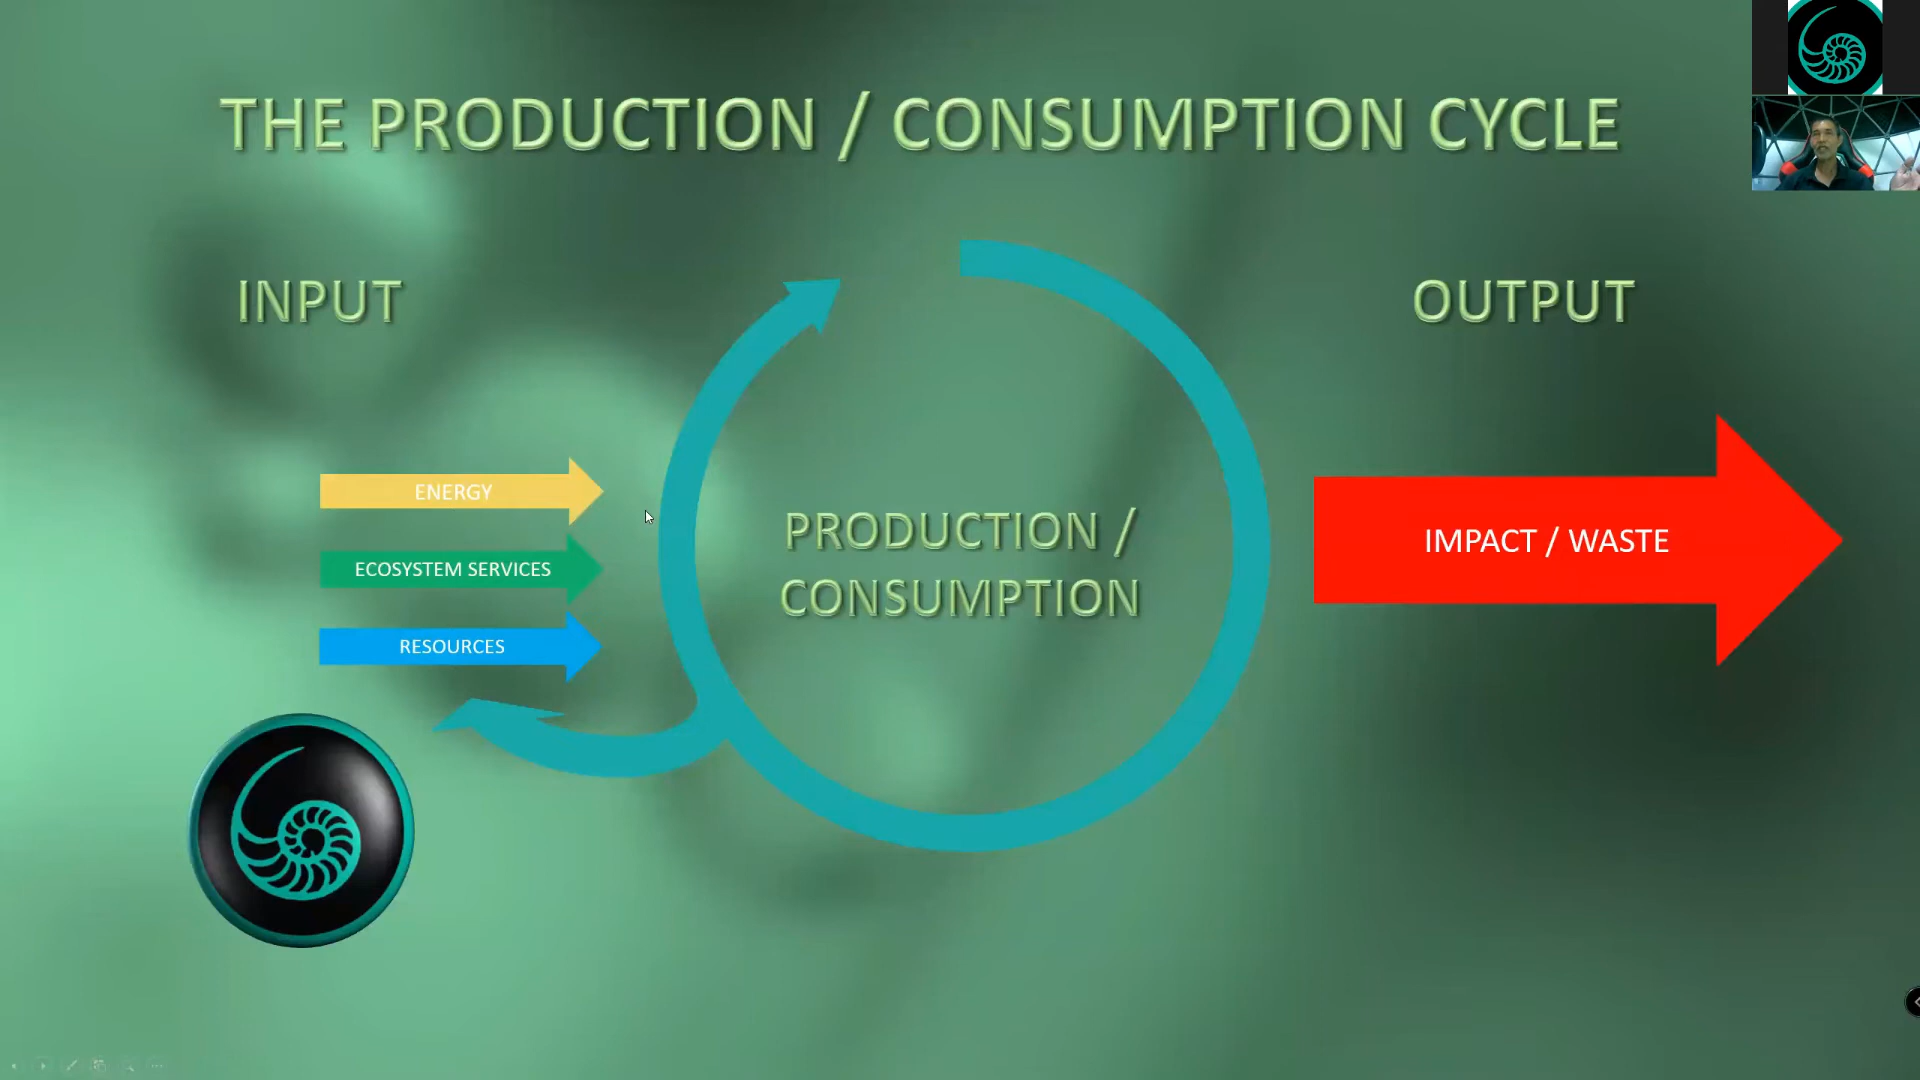 THE PRODUCTION / CONSUMPTION CYCLE
INPUT
OUTPUT
ENERGY
ECOSYSTEM SERVICES
RESOURCES
PRODUCTION /
CONSUMPTION
IMPACT / WASTE